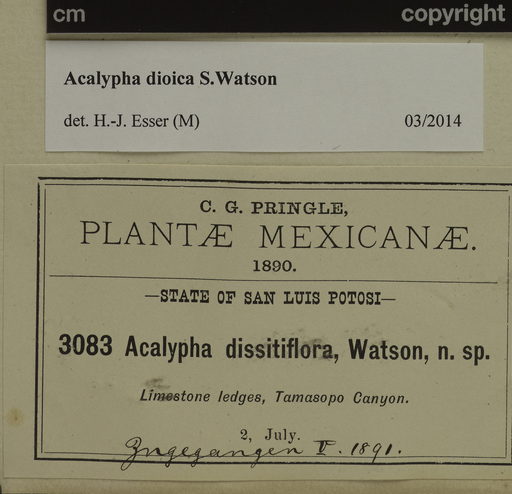 cm copyright
Acalypha dioica S.Watson
det. H.-J. Esser (M) 03/2014
C. G. PRINGLE,
PLANTÆ MEXICANÆ.
1890.
—STATE OF SAN LUIS POTOSI—
3083 Acalypha dissitiflora, Watson, n. sp.
Limestone ledges, Tamasopo Canyon.
2, July.
Zugegangen V. 1891.